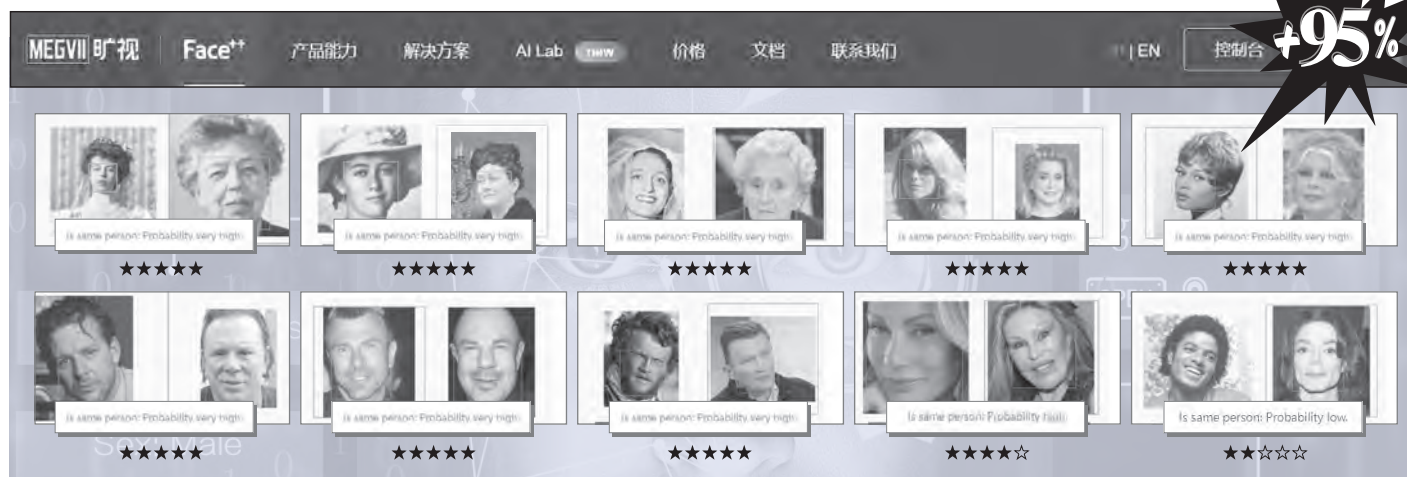 MEGVII 旷视 Face++ 产品能力 解决方案 AI Lab 价格 文档 联系我们 | EN 控制台
+95%
Is same person: Probability very high.
Is same person: Probability very high.
Is same person: Probability very high.
Is same person: Probability very high.
Is same person: Probability very high.
★★★★★ ★★★★★ ★★★★★ ★★★★★ ★★★★★
Is same person: Probability very high.
Is same person: Probability very high.
Is same person: Probability very high.
Is same person: Probability high.
Is same person: Probability low.
Sex: Male
★★★★★ ★★★★★ ★★★★★ ★★★★☆ ★★☆☆☆